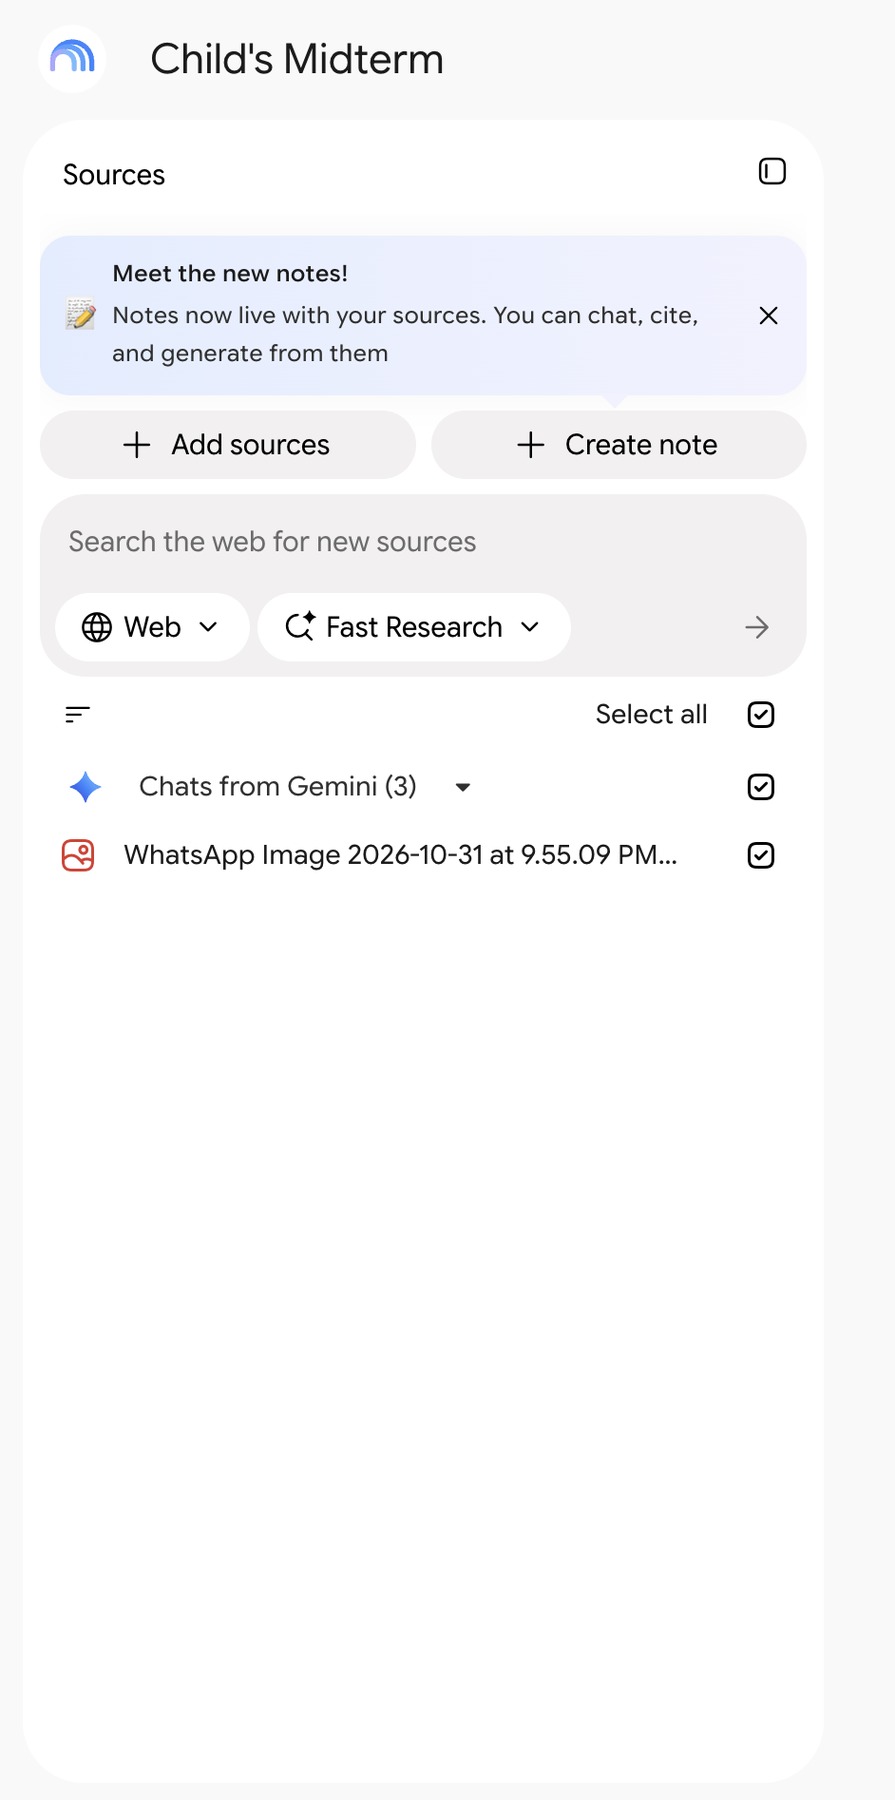 Child's Midterm
Sources
Meet the new notes!
Notes now live with your sources. You can chat, cite,
and generate from them
Add sources
Create note
Search the web for new sources
Web
Fast Research
Select all
Chats from Gemini (3)
WhatsApp Image 2026-10-31 at 9.55.09 PM...